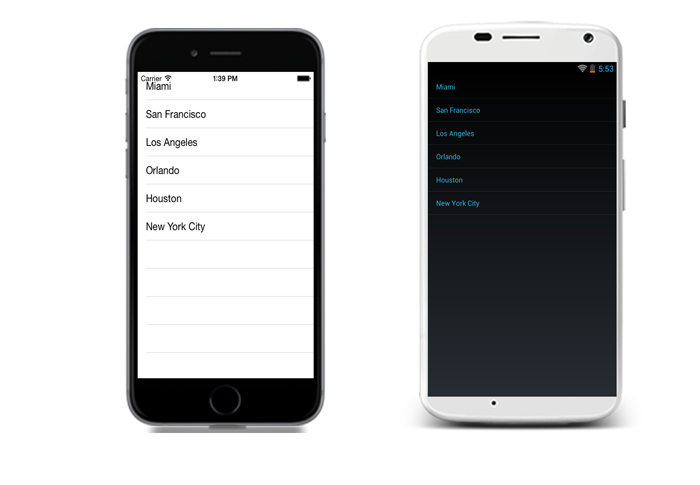 Carrier 1:39 PM
Miami
San Francisco
Los Angeles
Orlando
Houston
New York City
5:53
Miami
San Francisco
Los Angeles
Orlando
Houston
New York City